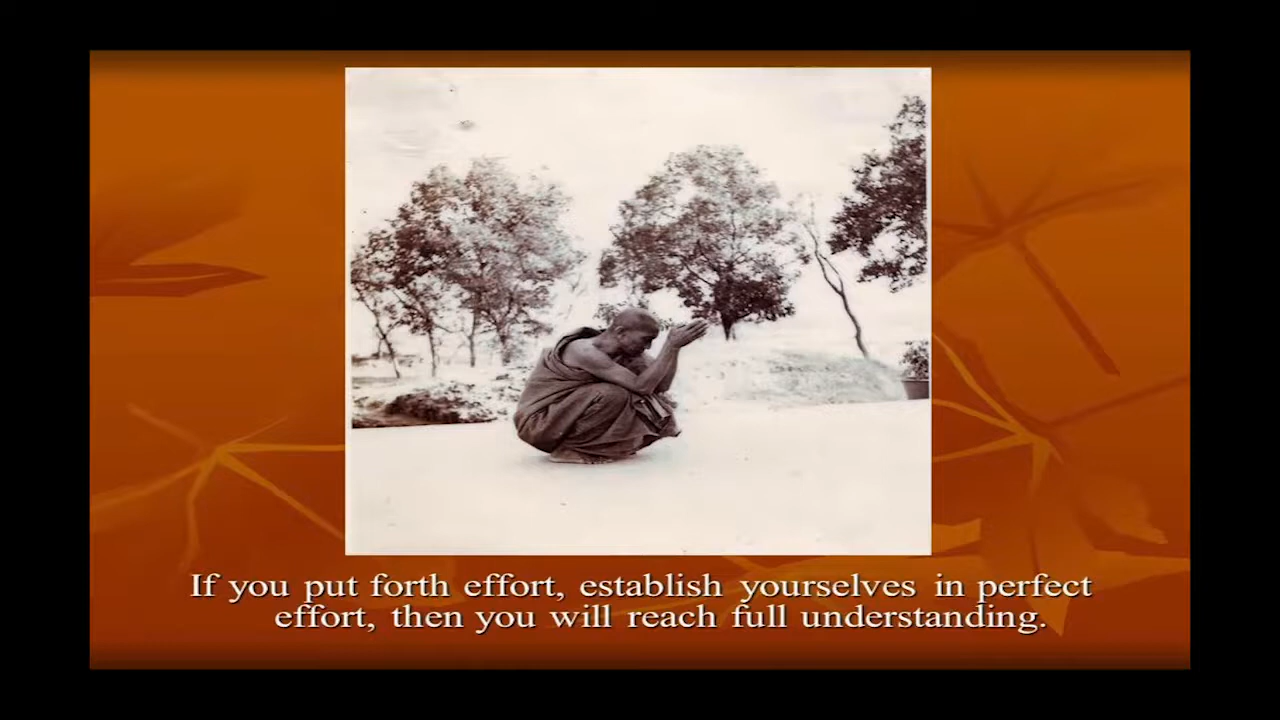 If you put forth effort, establish yourselves in perfect
effort, then you will reach full understanding.